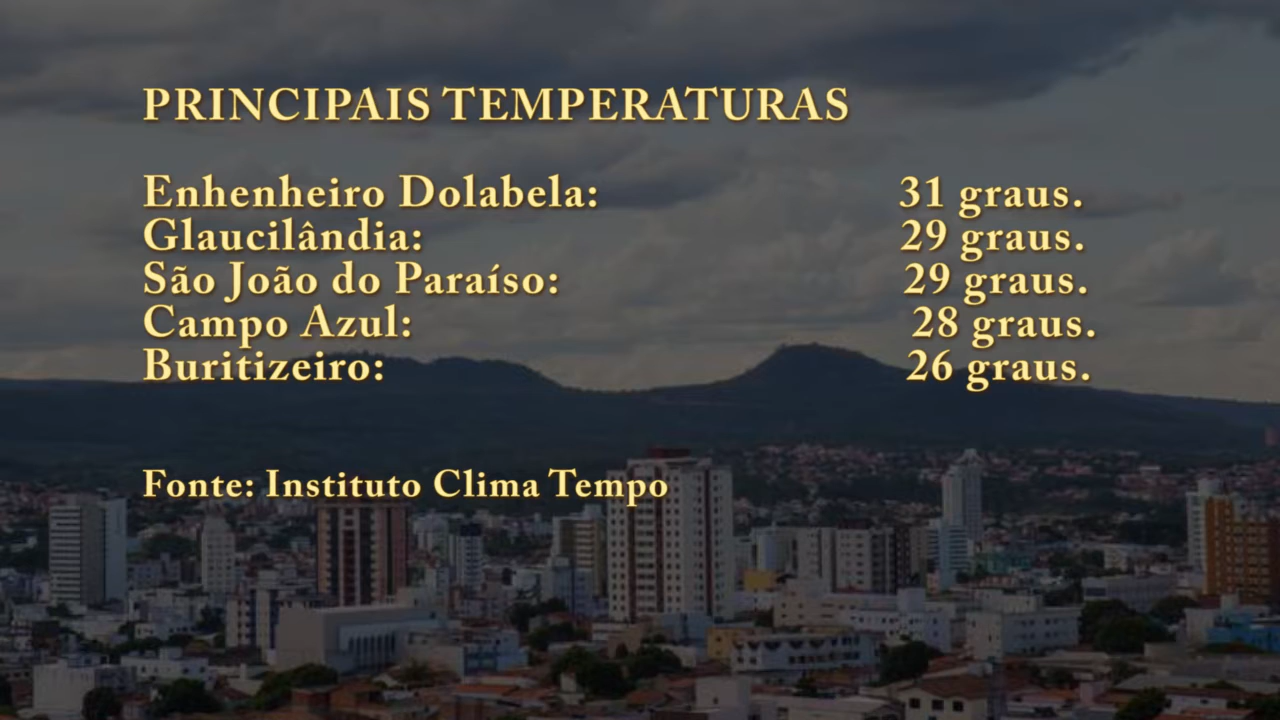 PRINCIPAIS TEMPERATURAS
Enhenheiro Dolabela: 31 graus.
Glaucilândia: 29 graus.
São João do Paraíso: 29 graus.
Campo Azul: 28 graus.
Buritizeiro: 26 graus.
Fonte: Instituto Clima Tempo